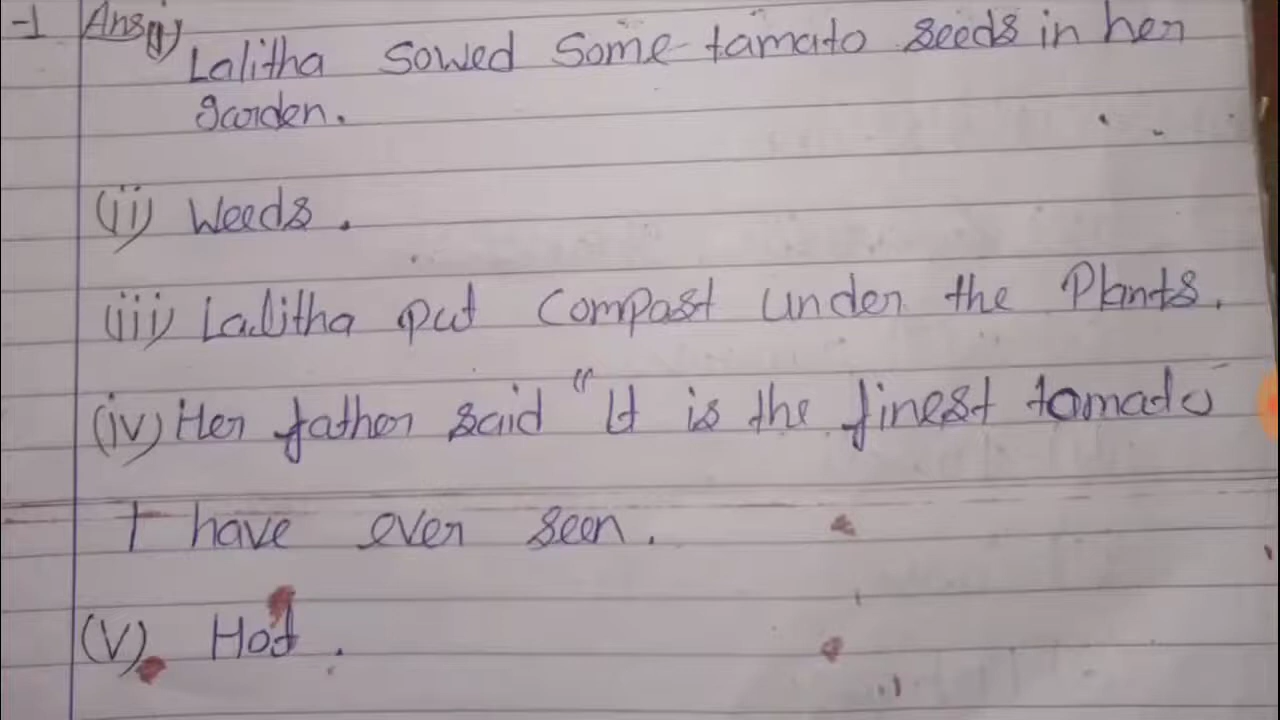 -1 Ans(i)
Lalitha sowed some tamato seeds in her
garden.
(ii) Weeds.
(iii) Lalitha put compast under the Plants.
(iv) Her father said "It is the finest tomato
I have ever seen.
(V). Hot.